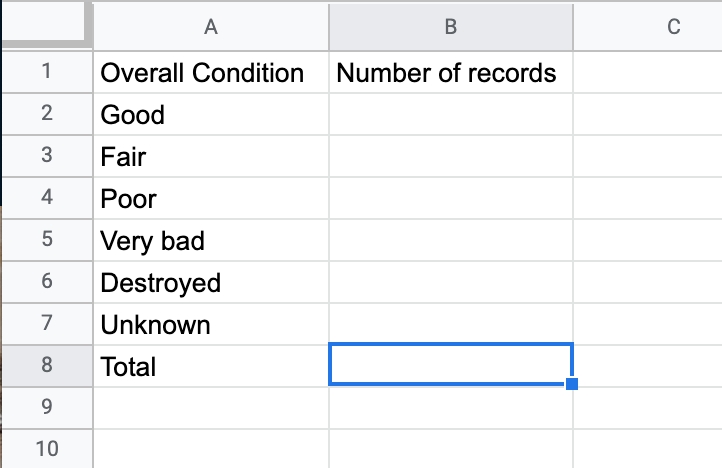 A B C
1 Overall Condition Number of records
2 Good
3 Fair
4 Poor
5 Very bad
6 Destroyed
7 Unknown
8 Total
9
10